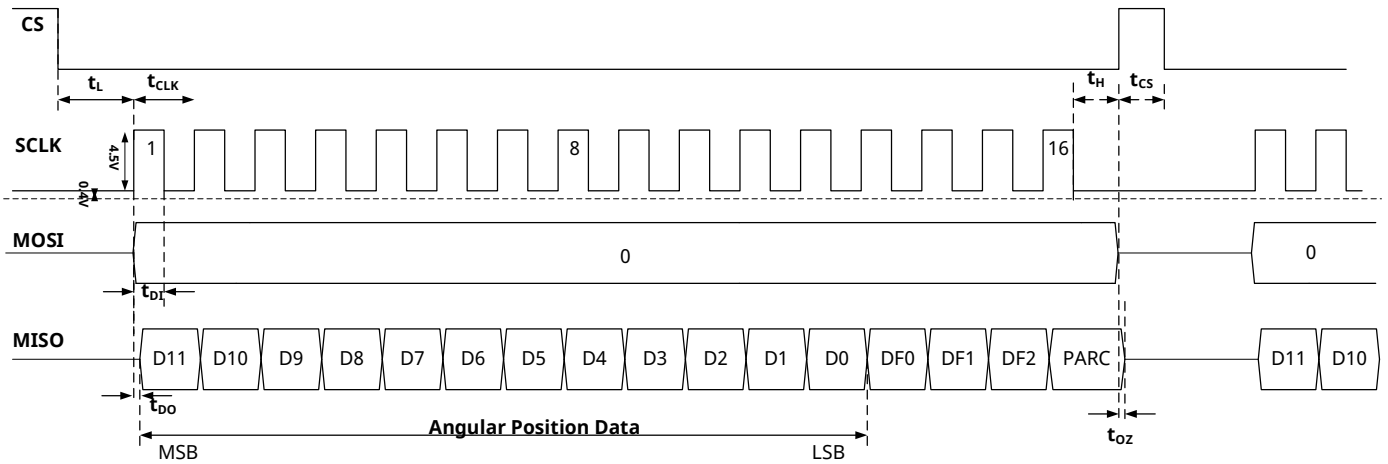 CS
tL tCLK tH tCS
SCLK 4.5V 1 8 16
0.4V
MOSI 0 0
tDI
MISO D11 D10 D9 D8 D7 D6 D5 D4 D3 D2 D1 D0 DF0 DF1 DF2 PARC D11 D10
tDO
Angular Position Data tOZ
MSB LSB